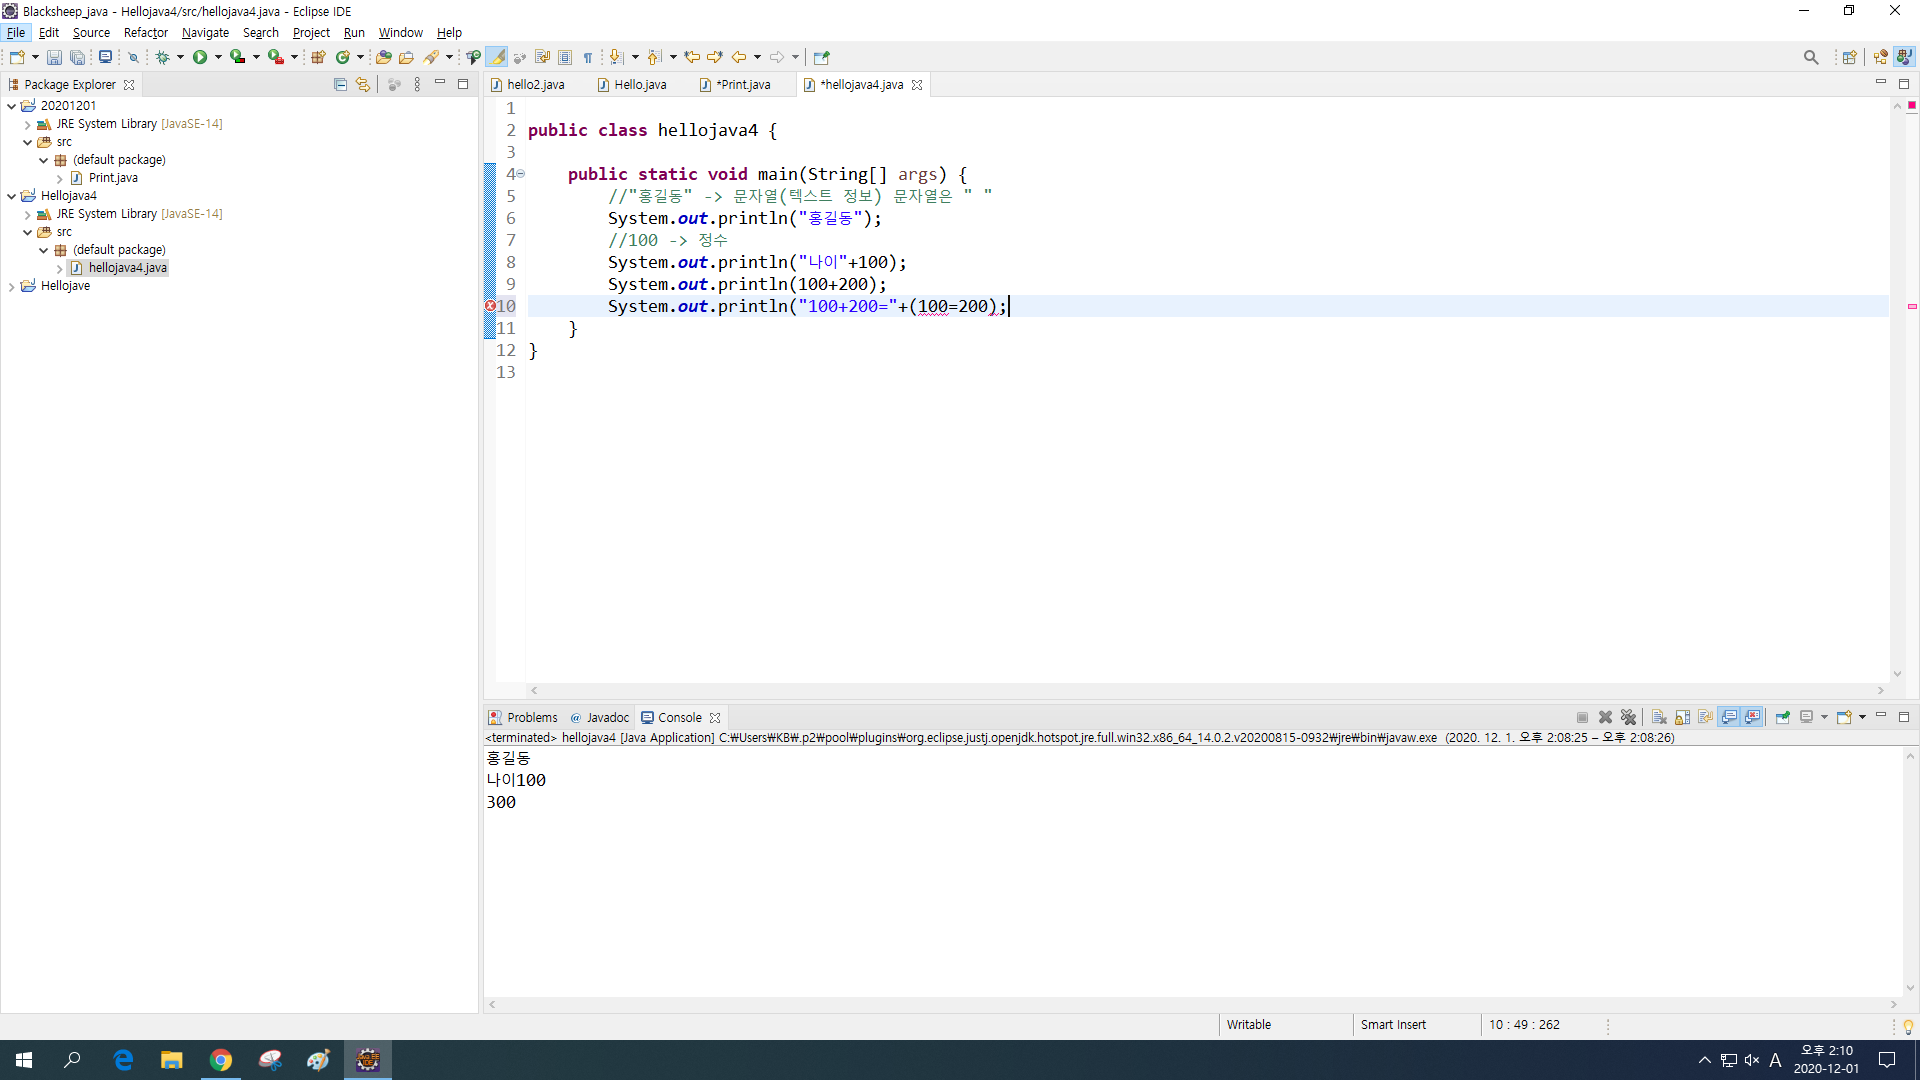 Blacksheep_java - Hellojava4/src/hellojava4.java - Eclipse IDE
File Edit Source Refactor Navigate Search Project Run Window Help
Package Explorer
20201201
JRE System Library [JavaSE-14]
src
(default package)
Print.java
Hellojava4
JRE System Library [JavaSE-14]
src
(default package)
hellojava4.java
Hellojave
hello2.java Hello.java *Print.java *hellojava4.java
1
2 public class hellojava4 {
3
4 public static void main(String[] args) {
5 //"홍길동" -> 문자열(텍스트 정보) 문자열은 " "
6 System.out.println("홍길동");
7 //100 -> 정수
8 System.out.println("나이"+100);
9 System.out.println(100+200);
10 System.out.println("100+200="+(100=200);
11 }
12 }
13
Problems @ Javadoc Console
<terminated> hellojava4 [Java Application] C:₩Users₩KB₩.p2₩pool₩plugins₩org.eclipse.justj.openjdk.hotspot.jre.full.win32.x86_64_14.0.2.v20200815-0932₩jre₩bin₩javaw.exe (2020. 12. 1. 오후 2:08:25 – 오후 2:08:26)
홍길동
나이100
300
Writable Smart Insert 10 : 49 : 262
A 오후 2:10
2020-12-01